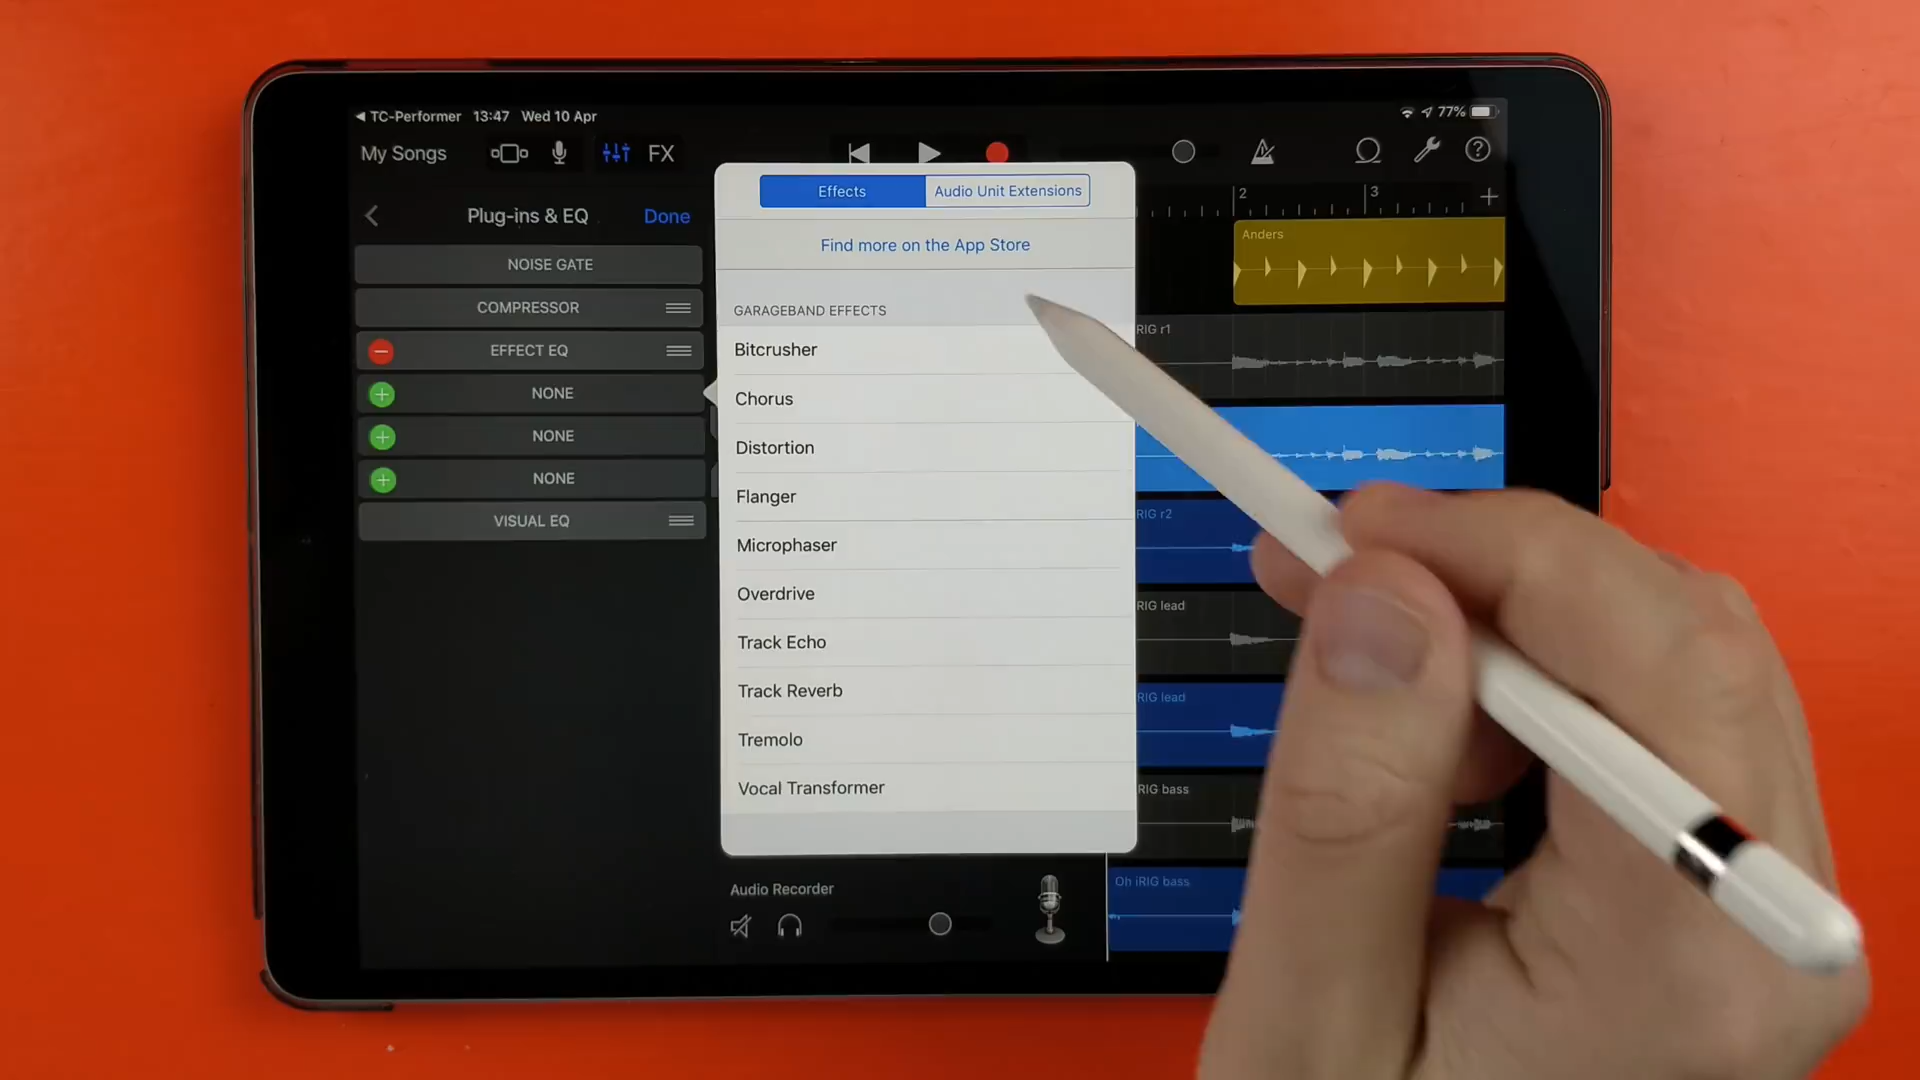 ◀ TC-Performer 13:47 Wed 10 Apr
77%
My Songs
FX
Effects
Audio Unit Extensions
2
3
Plug-ins & EQ
Done
Find more on the App Store
NOISE GATE
COMPRESSOR
EFFECT EQ
NONE
NONE
NONE
VISUAL EQ
GARAGEBAND EFFECTS
Bitcrusher
Chorus
Distortion
Flanger
Microphaser
Overdrive
Track Echo
Track Reverb
Tremolo
Vocal Transformer
Anders
RIG r1
RIG r2
RIG lead
RIG lead
RIG bass
Oh iRIG bass
Audio Recorder